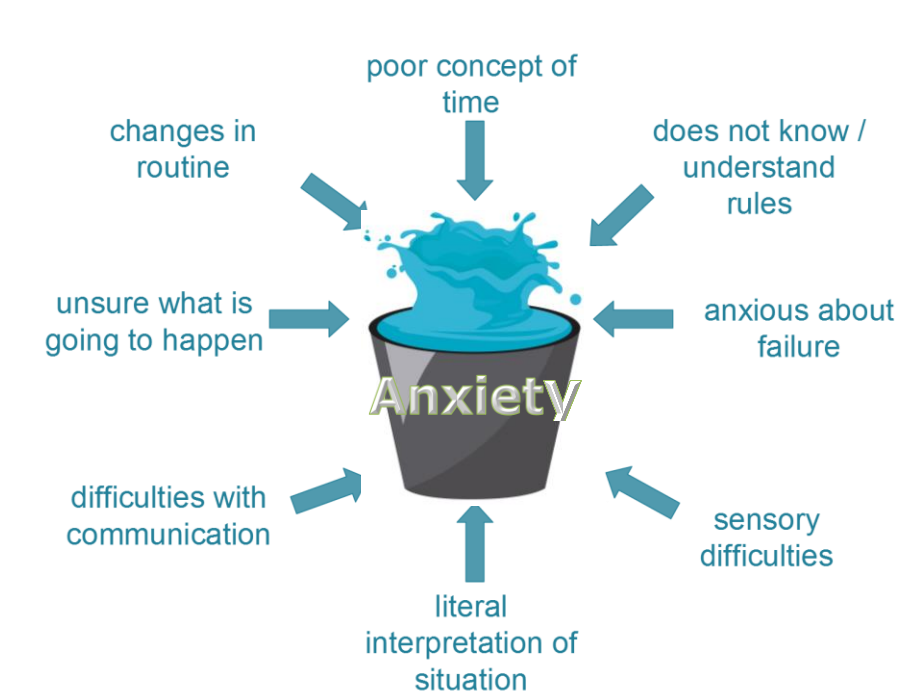 poor concept of
time
changes in
routine
does not know /
understand
rules
unsure what is
going to happen
anxious about
failure
Anxiety
difficulties with
communication
sensory
difficulties
literal
interpretation of
situation